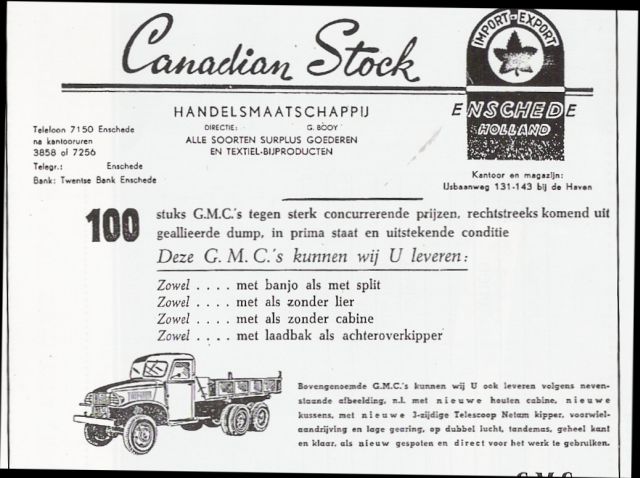 Canadian Stock
IMPORT - EXPORT
HANDELSMAATSCHAPPIJ
DIRECTIE: G. BOOY
ALLE SOORTEN SURPLUS GOEDEREN
EN TEXTIEL-BIJPRODUCTEN
ENSCHEDE
HOLLAND
Telefoon 7150 Enschede
na kantooruren
3858 of 7256
Telegr.: Enschede
Bank: Twentse Bank Enschede
Kantoor en magazijn:
IJsbaanweg 131-143 bij de Haven
100 stuks G.M.C.'s tegen sterk concurrerende prijzen, rechtstreeks komend uit
geallieerde dump, in prima staat en uitstekende conditie
Deze G. M. C.'s kunnen wij U leveren:
Zowel . . . . met banjo als met split
Zowel . . . . met als zonder lier
Zowel . . . . met als zonder cabine
Zowel . . . . met laadbak als achteroverkipper
Bovengenoemde G.M.C.'s kunnen wij U ook leveren volgens neven-
staande afbeelding, n.l. met nieuwe houten cabine, nieuwe
kussens, met nieuwe 3-zijdige Telescoop Netam kipper, voorwiel-
aandrijving en lage gearing, op dubbel lucht, tandemas, geheel kant
en klaar, als nieuw gespoten en direct voor het werk te gebruiken.